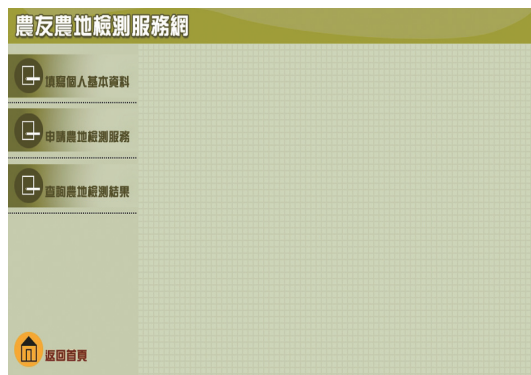 農友農地檢測服務網
填寫個人基本資料
申請農地檢測服務
查詢農地檢測結果
返回首頁